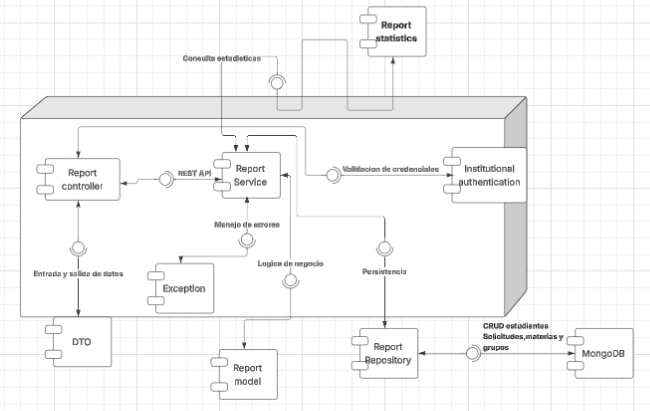 Report
statistics
Consulta estadisticas
Report
controller
REST API
Report
Service
Validacion de credenciales
Institutional
authentication
Manejo de errores
Logica de negocio
Entrada y salida de datos
Exception
Persistencia
DTO
Report
model
Report
Repository
CRUD estudientes
Solicitudes,materias y
grupos
MongoDB